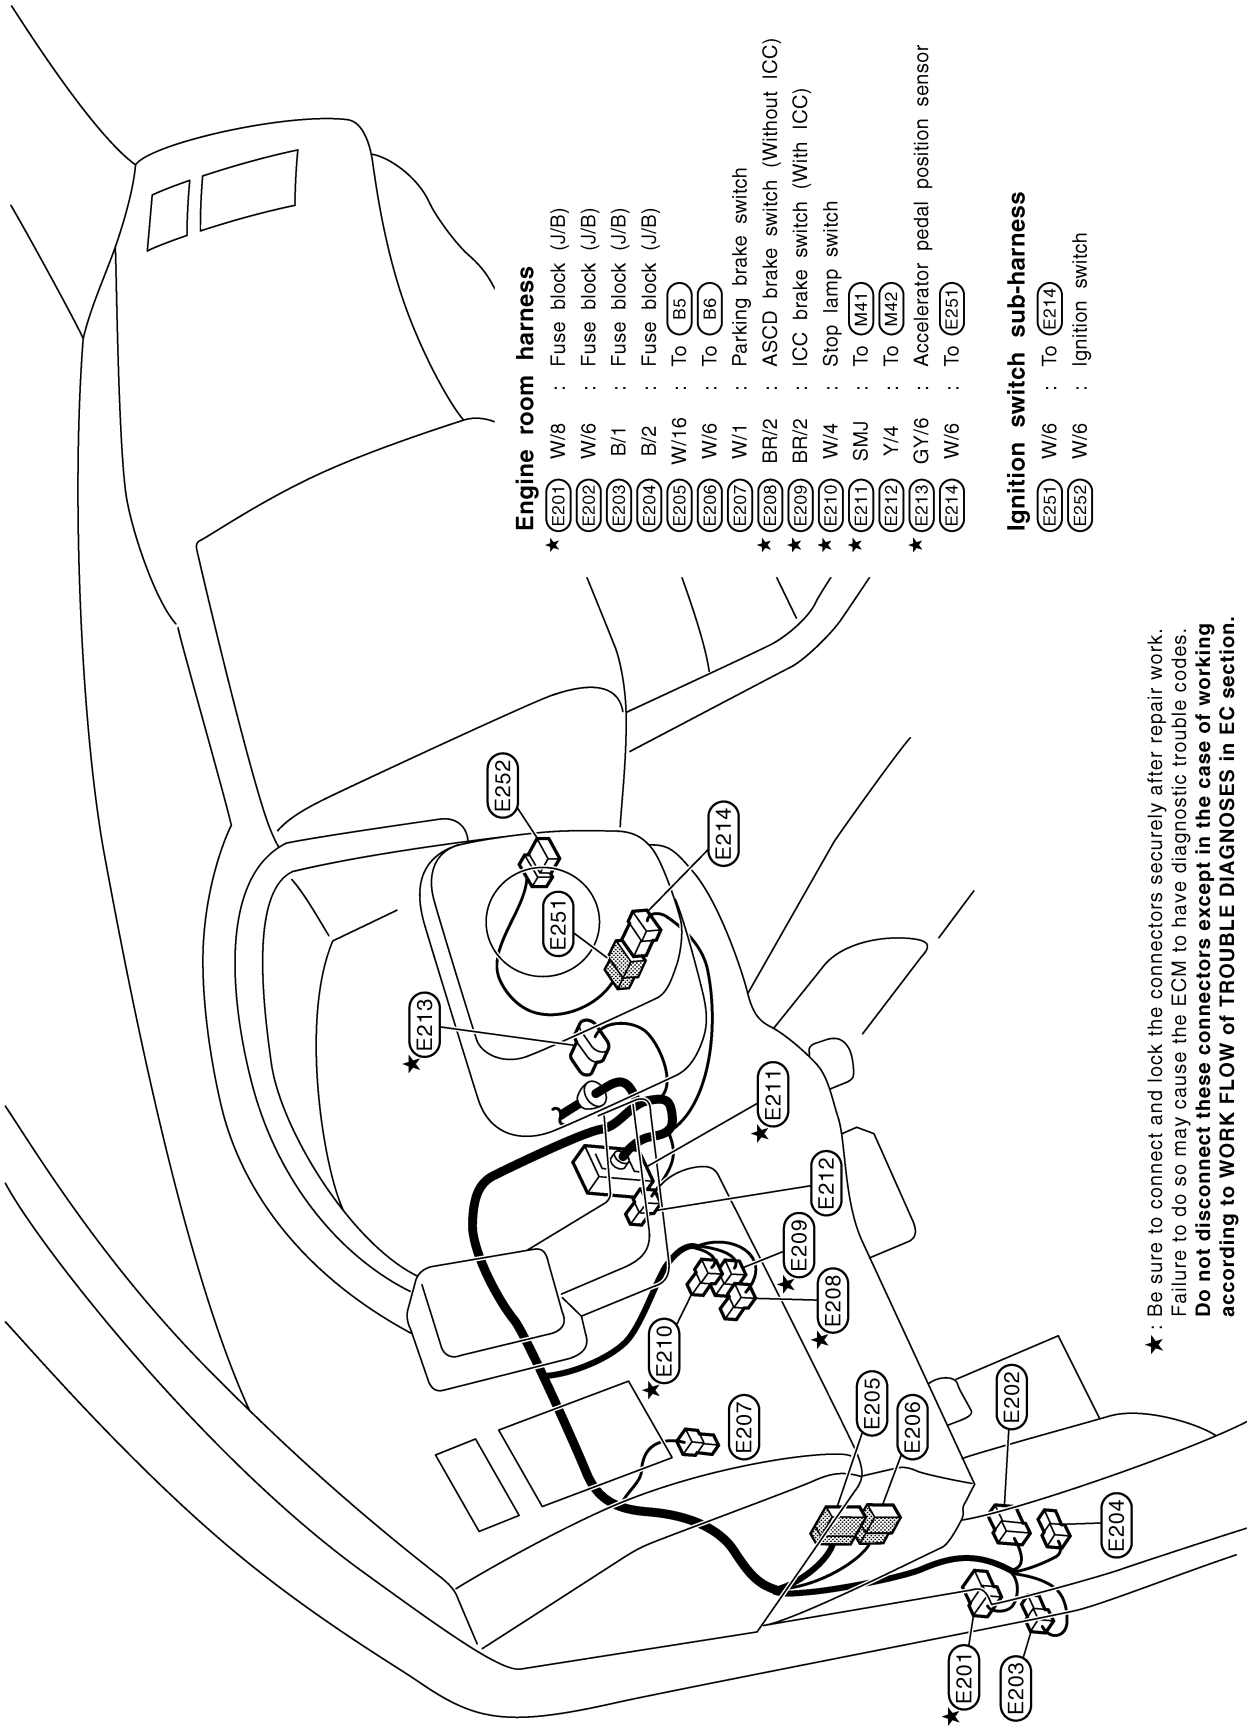 Engine room harness
★ E201 W/8 : Fuse block (J/B)
E202 W/6 : Fuse block (J/B)
E203 B/1 : Fuse block (J/B)
E204 B/2 : Fuse block (J/B)
E205 W/16 : To B5
E206 W/6 : To B6
E207 W/1 : Parking brake switch
★ E208 BR/2 : ASCD brake switch (Without ICC)
★ E209 BR/2 : ICC brake switch (With ICC)
★ E210 W/4 : Stop lamp switch
★ E211 SMJ : To M41
E212 Y/4 : To M42
★ E213 GY/6 : Accelerator pedal position sensor
E214 W/6 : To E251
Ignition switch sub-harness
E251 W/6 : To E214
E252 W/6 : Ignition switch
★ E213
E252
E251
E214
★ E211
E212
★ E209
★ E208
★ E210
E207
E205
E206
E202
E204
★ E201
E203
★ : Be sure to connect and lock the connectors securely after repair work.
Failure to do so may cause the ECM to have diagnostic trouble codes.
Do not disconnect these connectors except in the case of working
according to WORK FLOW of TROUBLE DIAGNOSES in EC section.